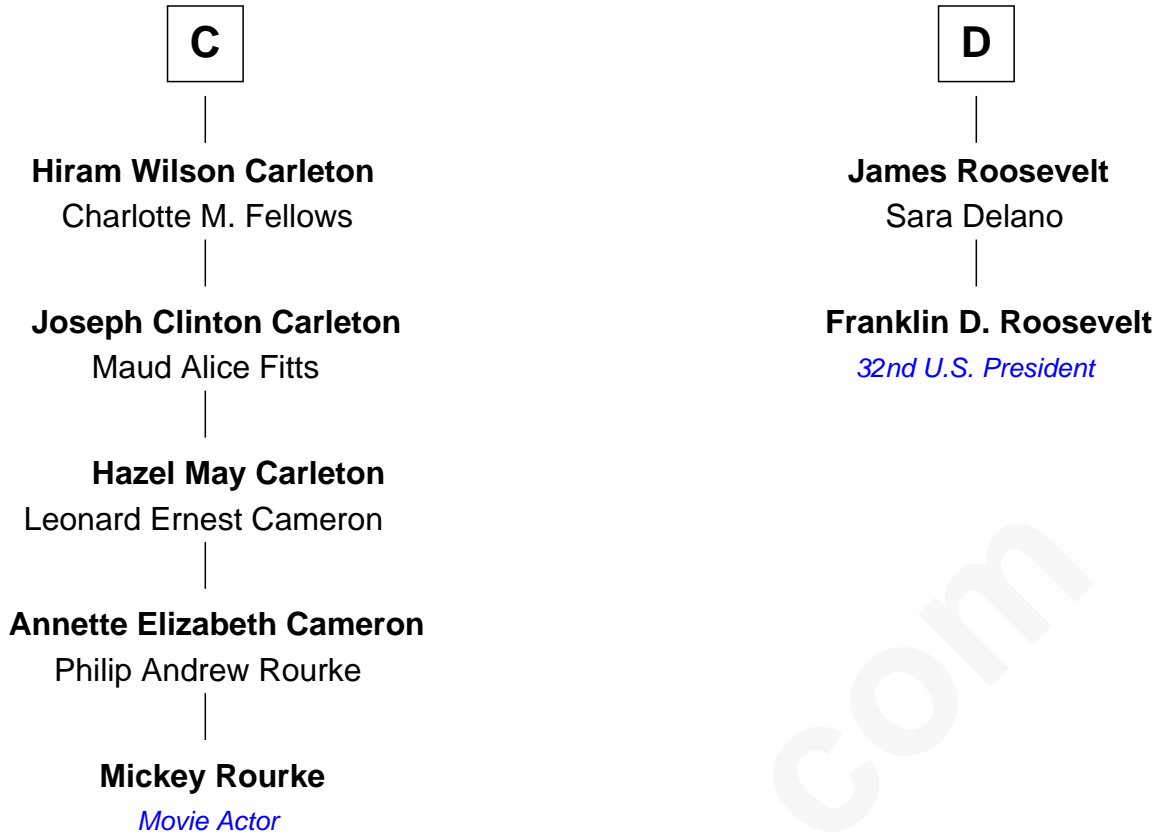 C
Hiram Wilson Carleton
Charlotte M. Fellows
Joseph Clinton Carleton
Maud Alice Fitts
Hazel May Carleton
Leonard Ernest Cameron
Annette Elizabeth Cameron
Philip Andrew Rourke
Mickey Rourke
Movie Actor
D
James Roosevelt
Sara Delano
Franklin D. Roosevelt
32nd U.S. President
com